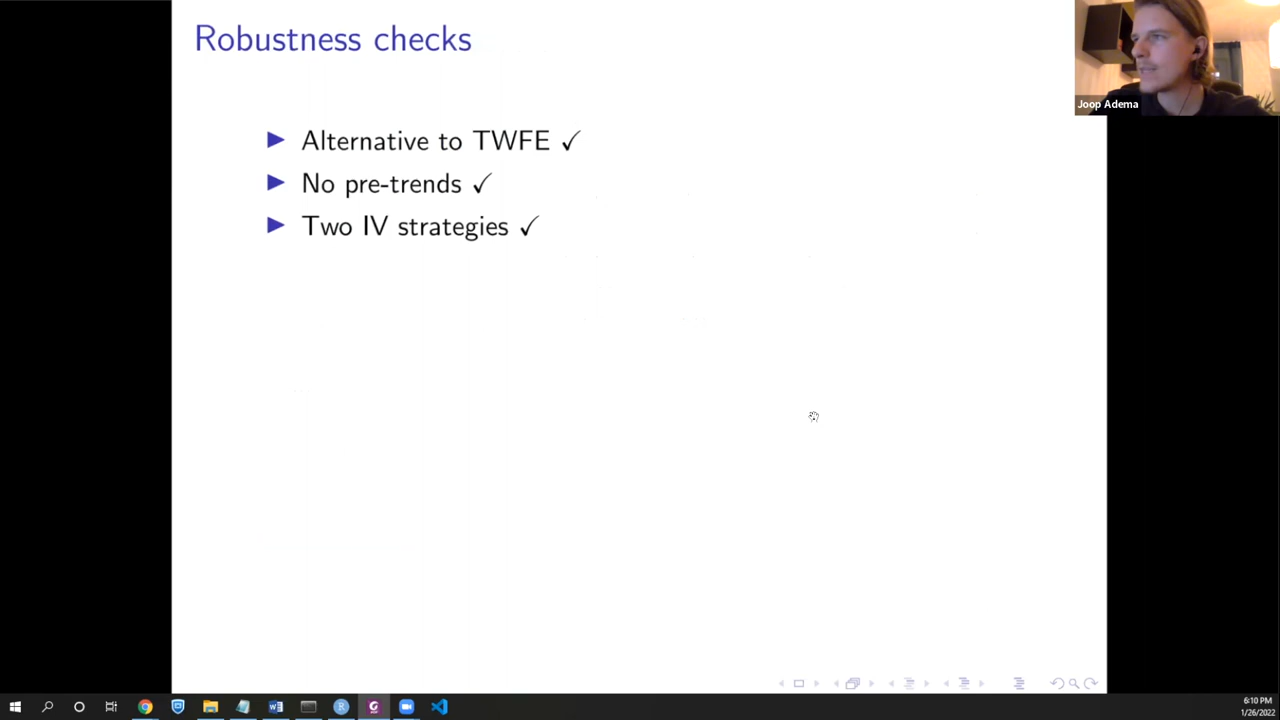 Robustness checks
Joop Adema
▶ Alternative to TWFE ✓
▶ No pre-trends ✓
▶ Two IV strategies ✓
6:10 PM
1/26/2022